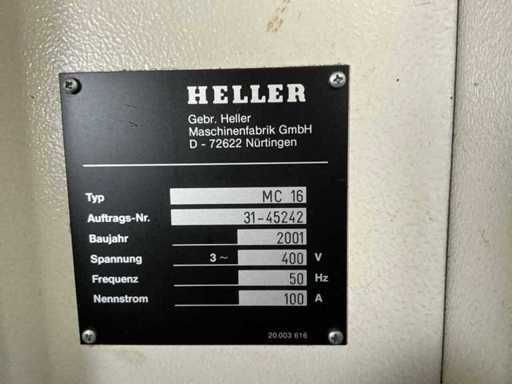 HELLER
Gebr. Heller
Maschinenfabrik GmbH
D - 72622 Nürtingen
Typ MC 16
Auftrags-Nr. 31-45242
Baujahr 2001
Spannung 3~ 400 V
Frequenz 50 Hz
Nennstrom 100 A
20.003 616